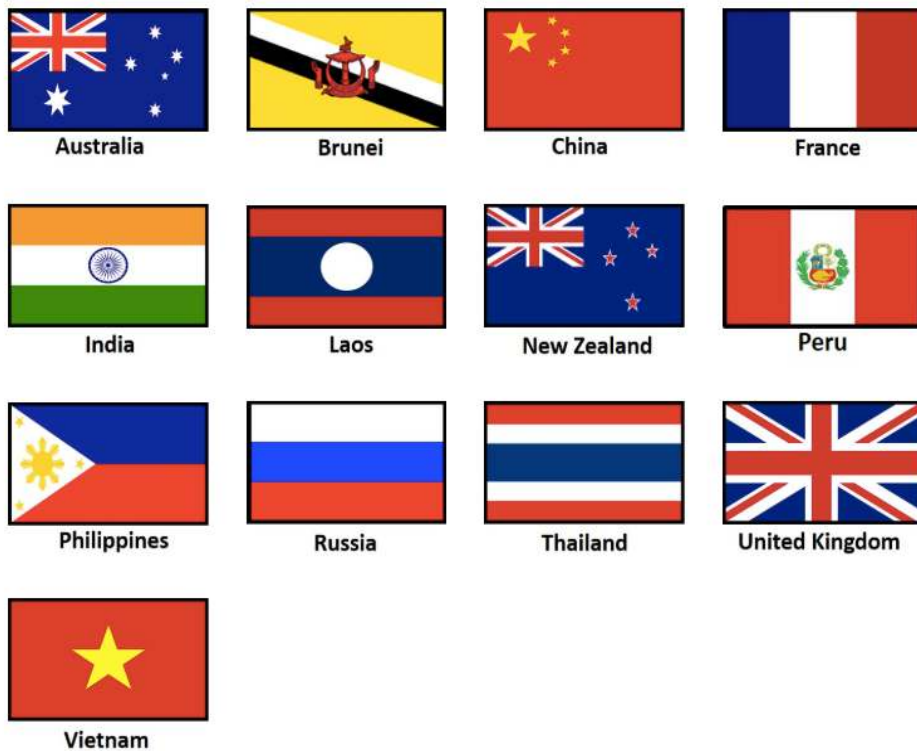 Australia
Brunei
China
France
India
Laos
New Zealand
Peru
Philippines
Russia
Thailand
United Kingdom
Vietnam